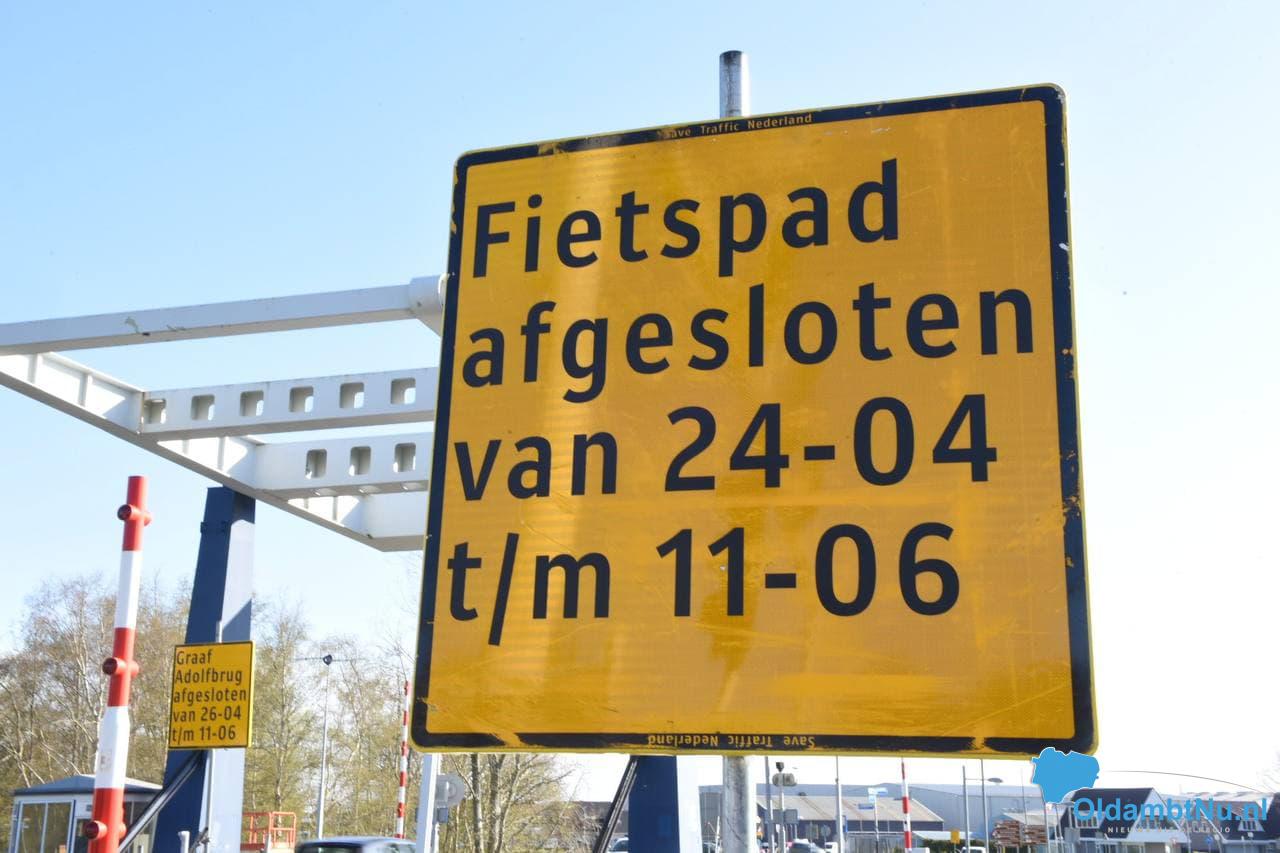 Save Traffic Nederland
Fietspad
afgesloten
van 24-04
t/m 11-06
Save Traffic Nederland
Graaf
Adolfbrug
afgesloten
van 26-04
t/m 11-06
OldambtNu.nl